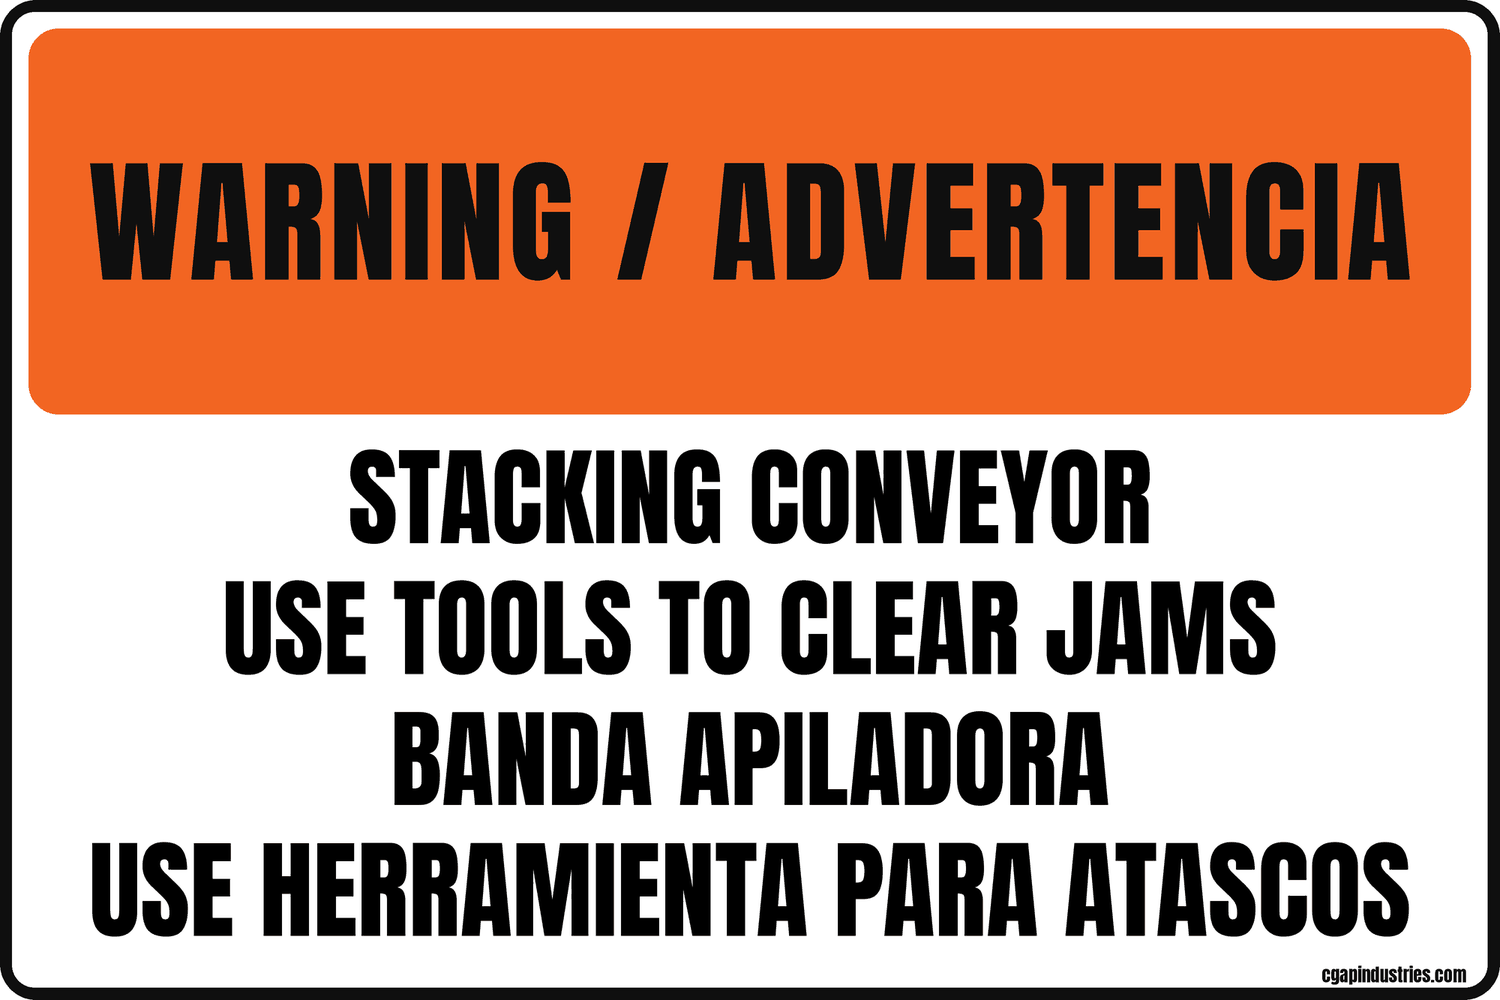 WARNING / ADVERTENCIA
STACKING CONVEYOR
USE TOOLS TO CLEAR JAMS
BANDA APILADORA
USE HERRAMIENTA PARA ATASCOS
cgapindustries.com